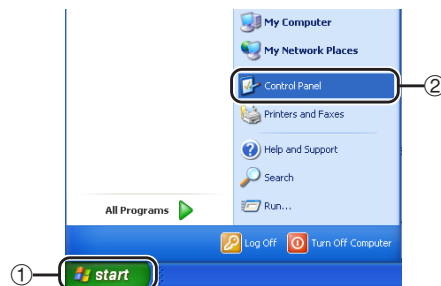 My Computer
My Network Places
Control Panel
②
Printers and Faxes
Help and Support
Search
All Programs
Run...
Log Off
Turn Off Computer
①
start